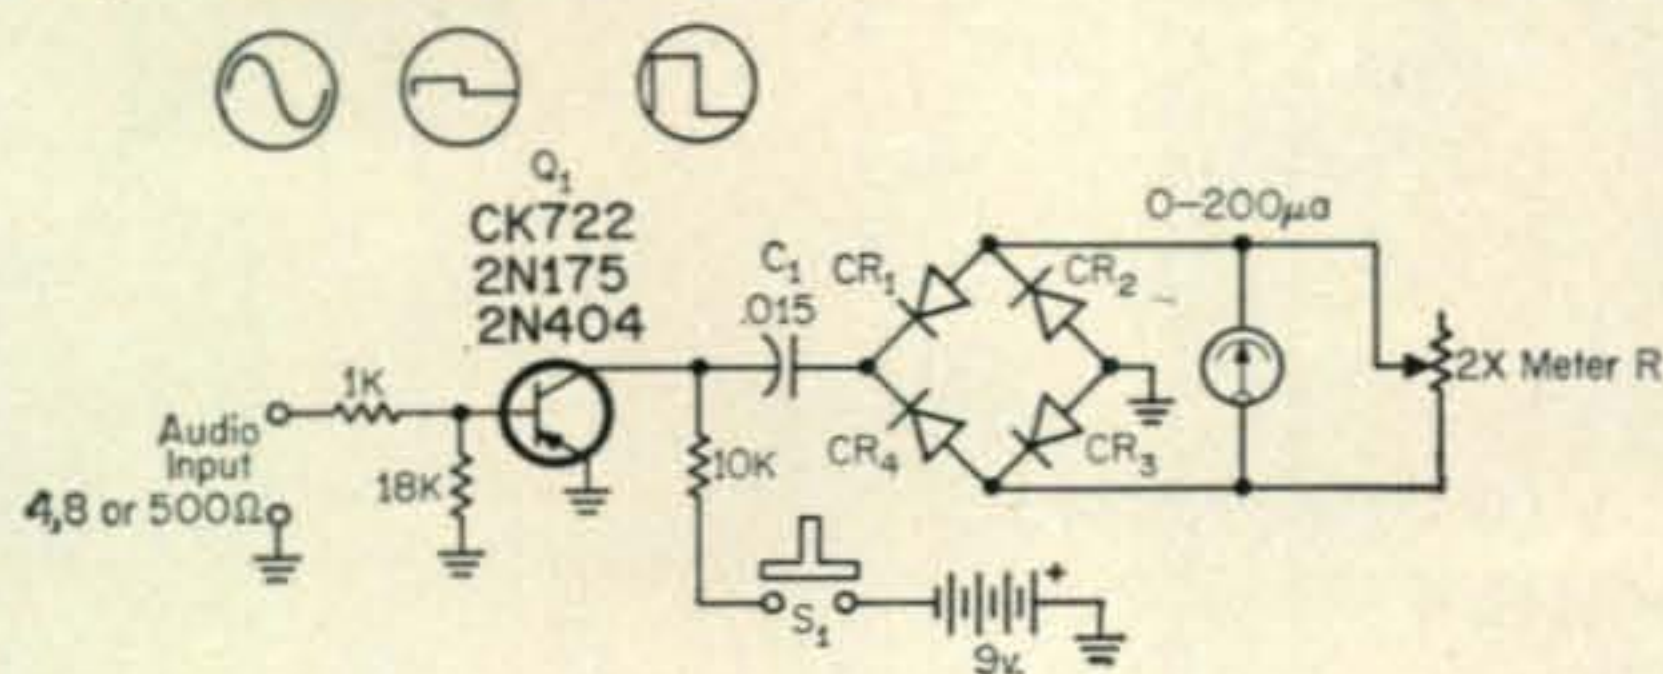 Q1
CK722
2N175
2N404
0-200µa
C1
.015
CR1
CR2
1K
2X Meter R
Audio
Input
4,8 or 500Ω
18K
10K
CR4
CR3
S1
+
9v.